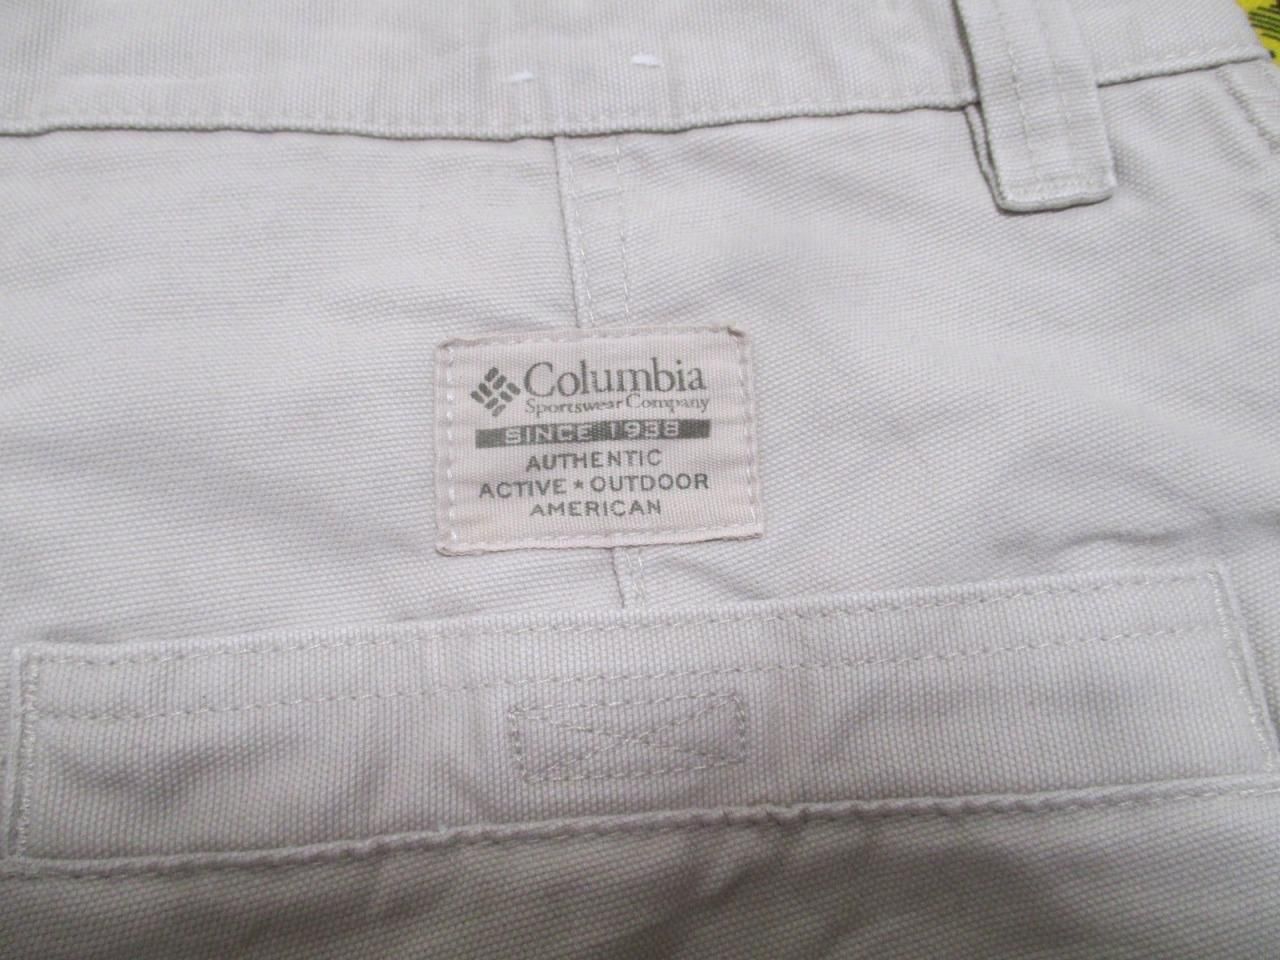 Columbia
Sportswear Company
SINCE 1938
AUTHENTIC
ACTIVE * OUTDOOR
AMERICAN